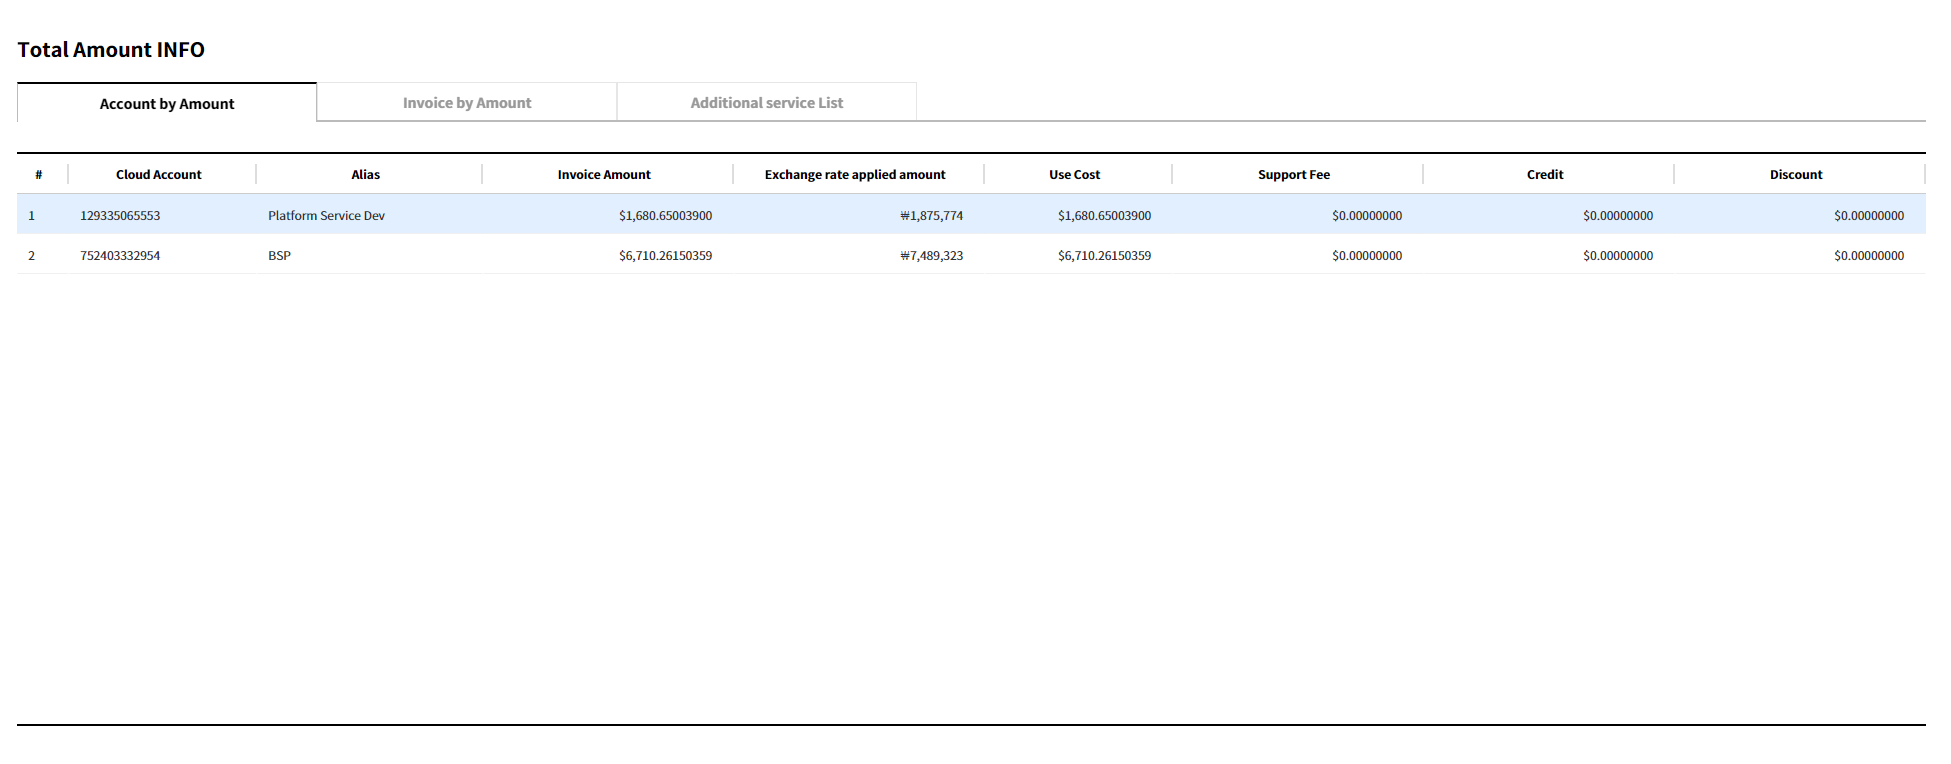 Total Amount INFO
Account by Amount Invoice by Amount Additional service List
# Cloud Account Alias Invoice Amount Exchange rate applied amount Use Cost Support Fee Credit Discount
1 129335065553 Platform Service Dev $1,680.65003900 ₩1,875,774 $1,680.65003900 $0.00000000 $0.00000000 $0.00000000
2 752403332954 BSP $6,710.26150359 ₩7,489,323 $6,710.26150359 $0.00000000 $0.00000000 $0.00000000